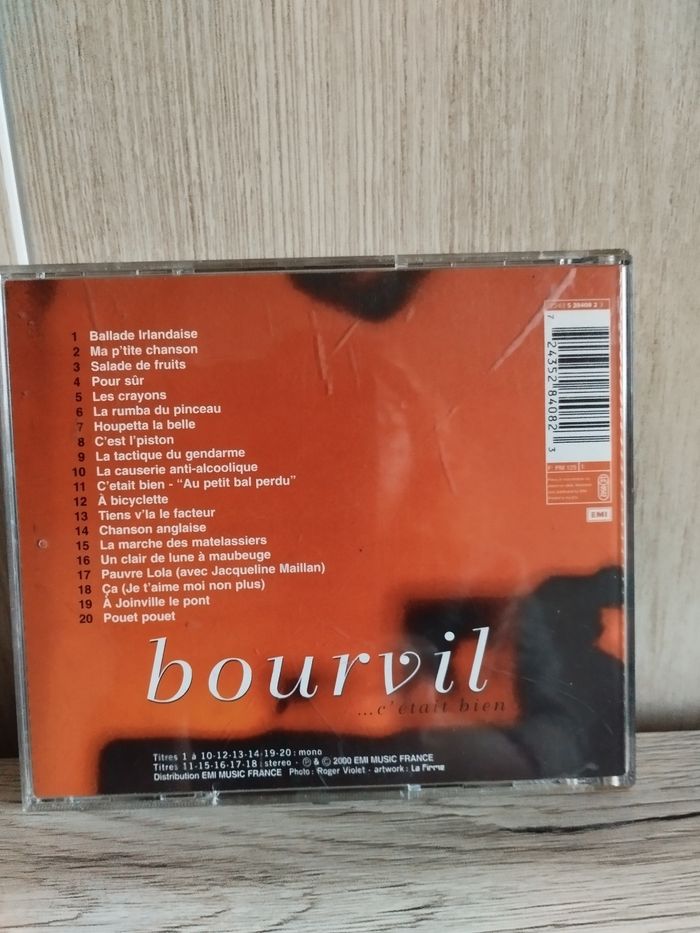 1 Ballade Irlandaise
2 Ma p'tite chanson
3 Salade de fruits
4 Pour sûr
5 Les crayons
6 La rumba du pinceau
7 Houpetta la belle
8 C'est l'piston
9 La tactique du gendarme
10 La causerie anti-alcoolique
11 C'etait bien - “Au petit bal perdu”
12 À bicyclette
13 Tiens v'la le facteur
14 Chanson anglaise
15 La marche des matelassiers
16 Un clair de lune à maubeuge
17 Pauvre Lola (avec Jacqueline Maillan)
18 Ça (Je t'aime moi non plus)
19 À Joinville le pont
20 Pouet pouet
bourvil
...c'était bien
Titres 1 à 10-12-13-14-19-20 : mono
Titres 11-15-16-17-18 : stereo - ℗ & © 2000 EMI MUSIC FRANCE
Distribution EMI MUSIC FRANCE Photo : Roger Violet - artwork : La Firme
5 28408 2
7 24352 84082 3
EMI